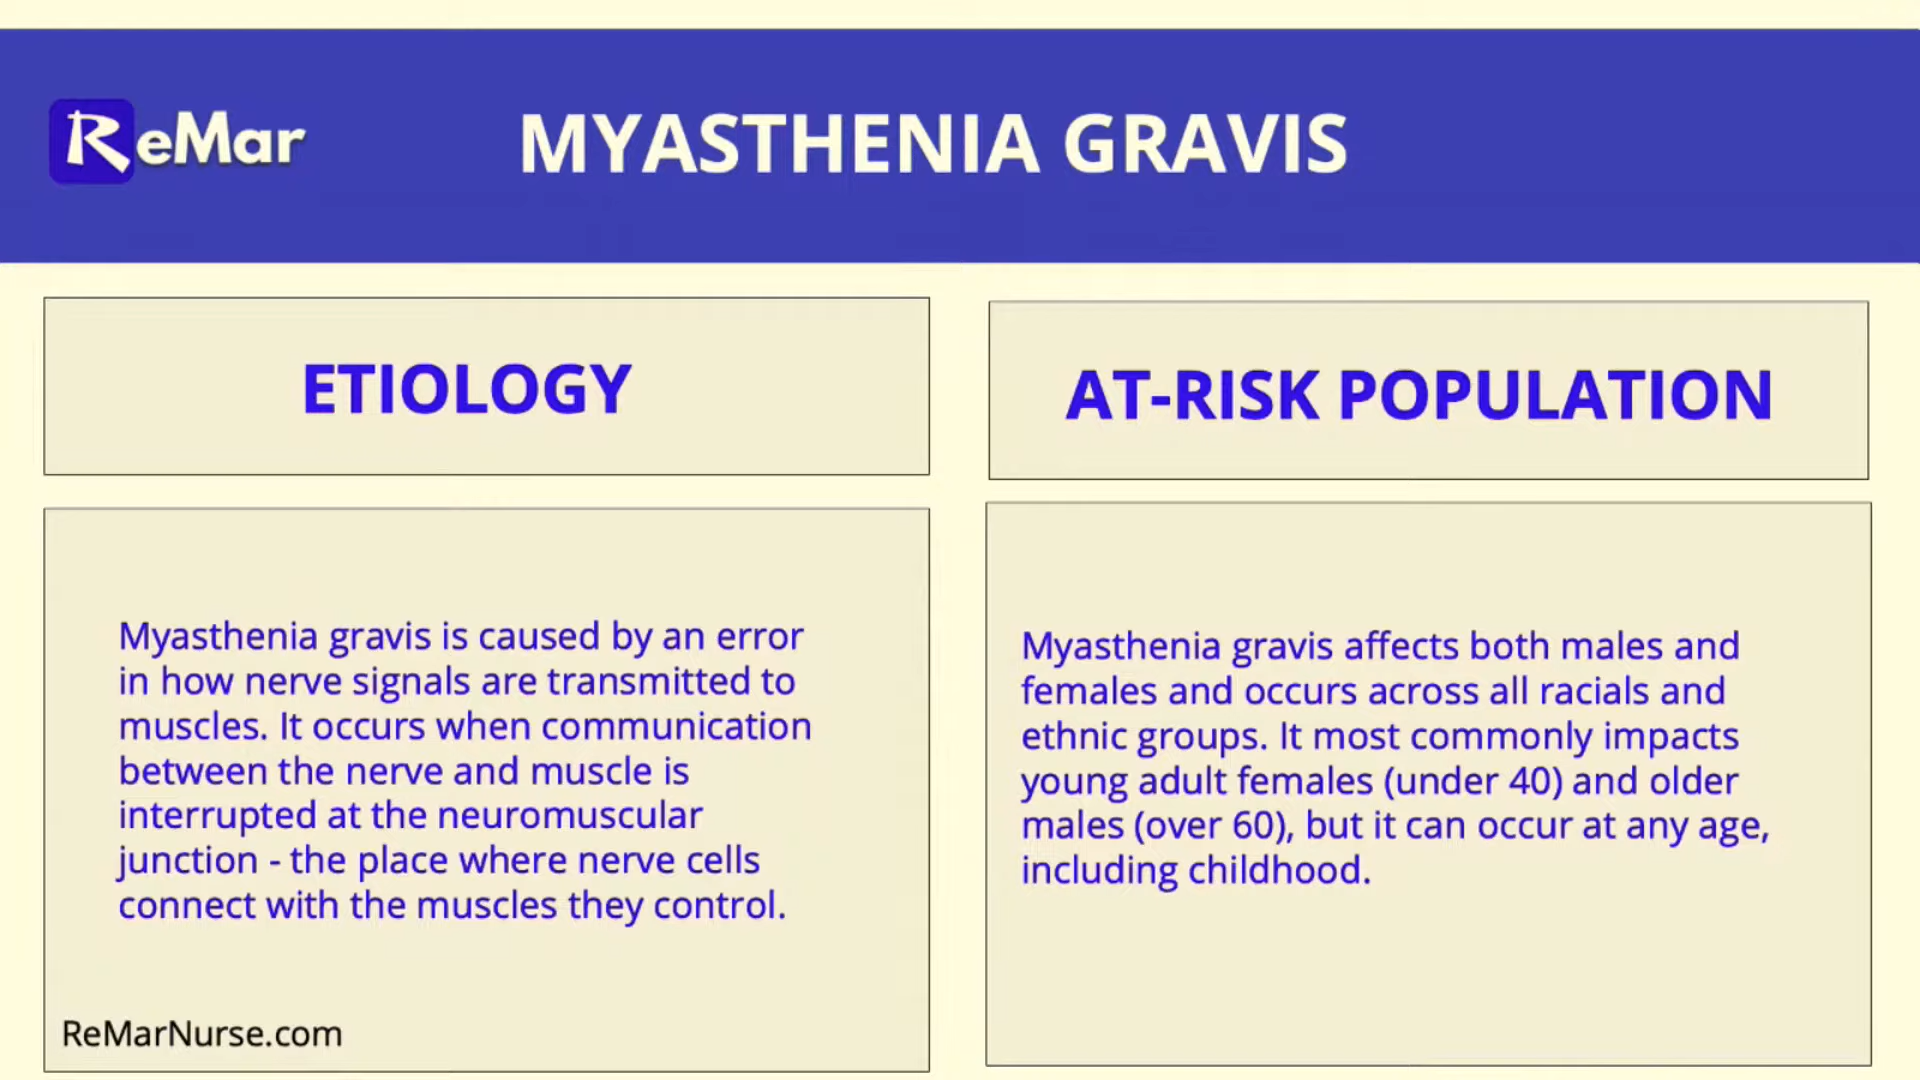 ReMar
MYASTHENIA GRAVIS
ETIOLOGY
Myasthenia gravis is caused by an error
in how nerve signals are transmitted to
muscles. It occurs when communication
between the nerve and muscle is
interrupted at the neuromuscular
junction - the place where nerve cells
connect with the muscles they control.
ReMarNurse.com
AT-RISK POPULATION
Myasthenia gravis affects both males and
females and occurs across all racials and
ethnic groups. It most commonly impacts
young adult females (under 40) and older
males (over 60), but it can occur at any age,
including childhood.